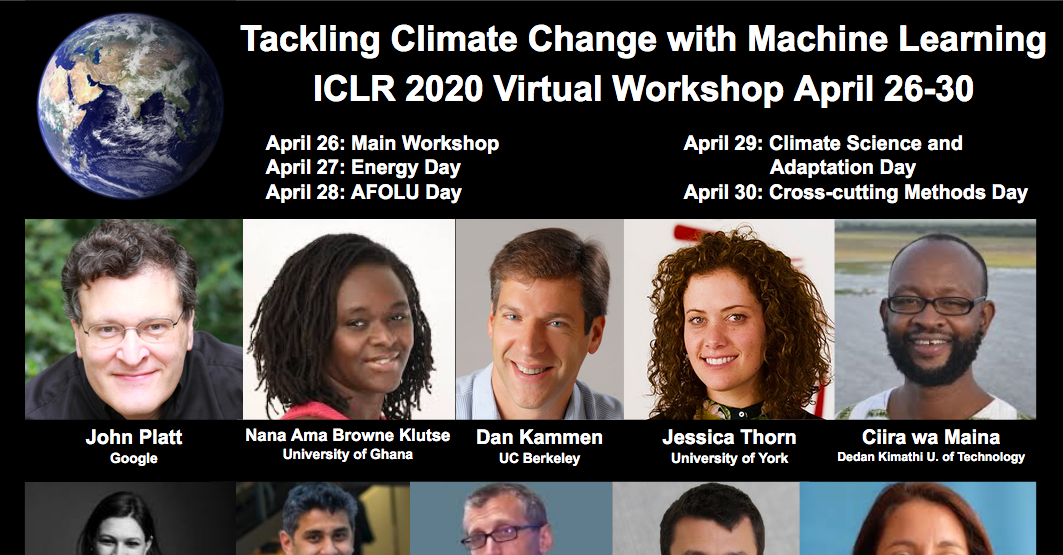 Tackling Climate Change with Machine Learning
ICLR 2020 Virtual Workshop April 26-30
April 26: Main Workshop
April 27: Energy Day
April 28: AFOLU Day
April 29: Climate Science and
Adaptation Day
April 30: Cross-cutting Methods Day
John Platt
Google
Nana Ama Browne Klutse
University of Ghana
Dan Kammen
UC Berkeley
Jessica Thorn
University of York
Ciira wa Maina
Dedan Kimathi U. of Technology